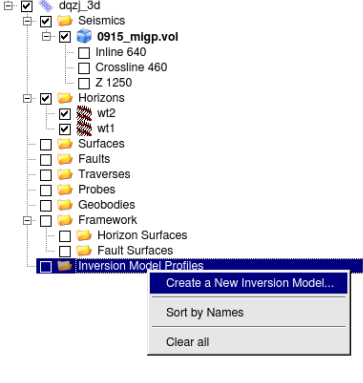 dqzj_3d
Seismics
0915_migp.vol
Inline 640
Crossline 460
Z 1250
Horizons
wt2
wt1
Surfaces
Faults
Traverses
Probes
Geobodies
Framework
Horizon Surfaces
Fault Surfaces
Inversion Model Profiles
Create a New Inversion Model...
Sort by Names
Clear all